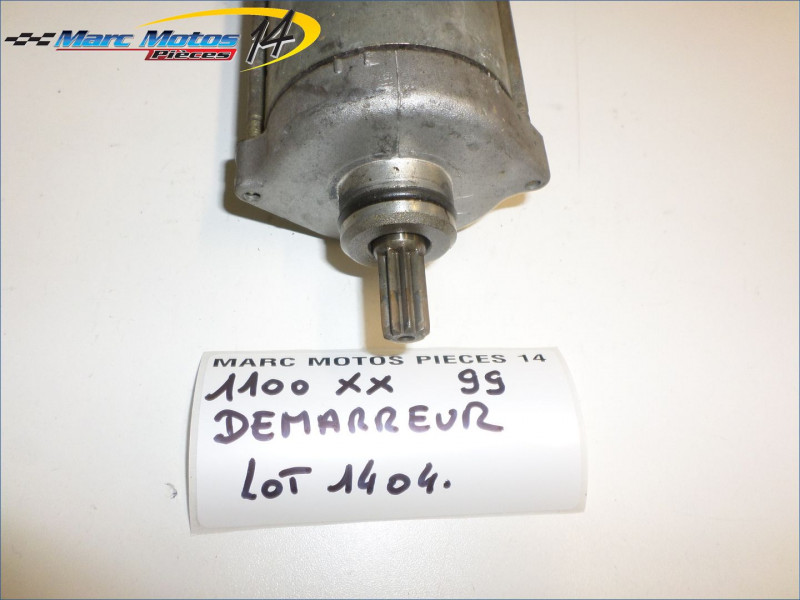 Marc Motos 14
Pièces
MARC MOTOS PIECES 14
1100 XX 99
DEMARREUR
LOT 1404.